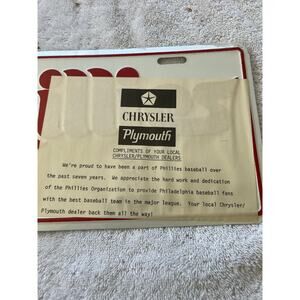 CHRYSLER
Plymouth
COMPLIMENTS OF YOUR LOCAL
CHRYSLER/PLYMOUTH DEALERS
We're proud to have been a part of Phillies baseball over
the past seven years. We appreciate the hard work and dedication
of the Phillies Organization to provide Philadelphia baseball fans
with the best baseball team in the major league. Your local Chrysler/
Plymouth dealer back them all the way!